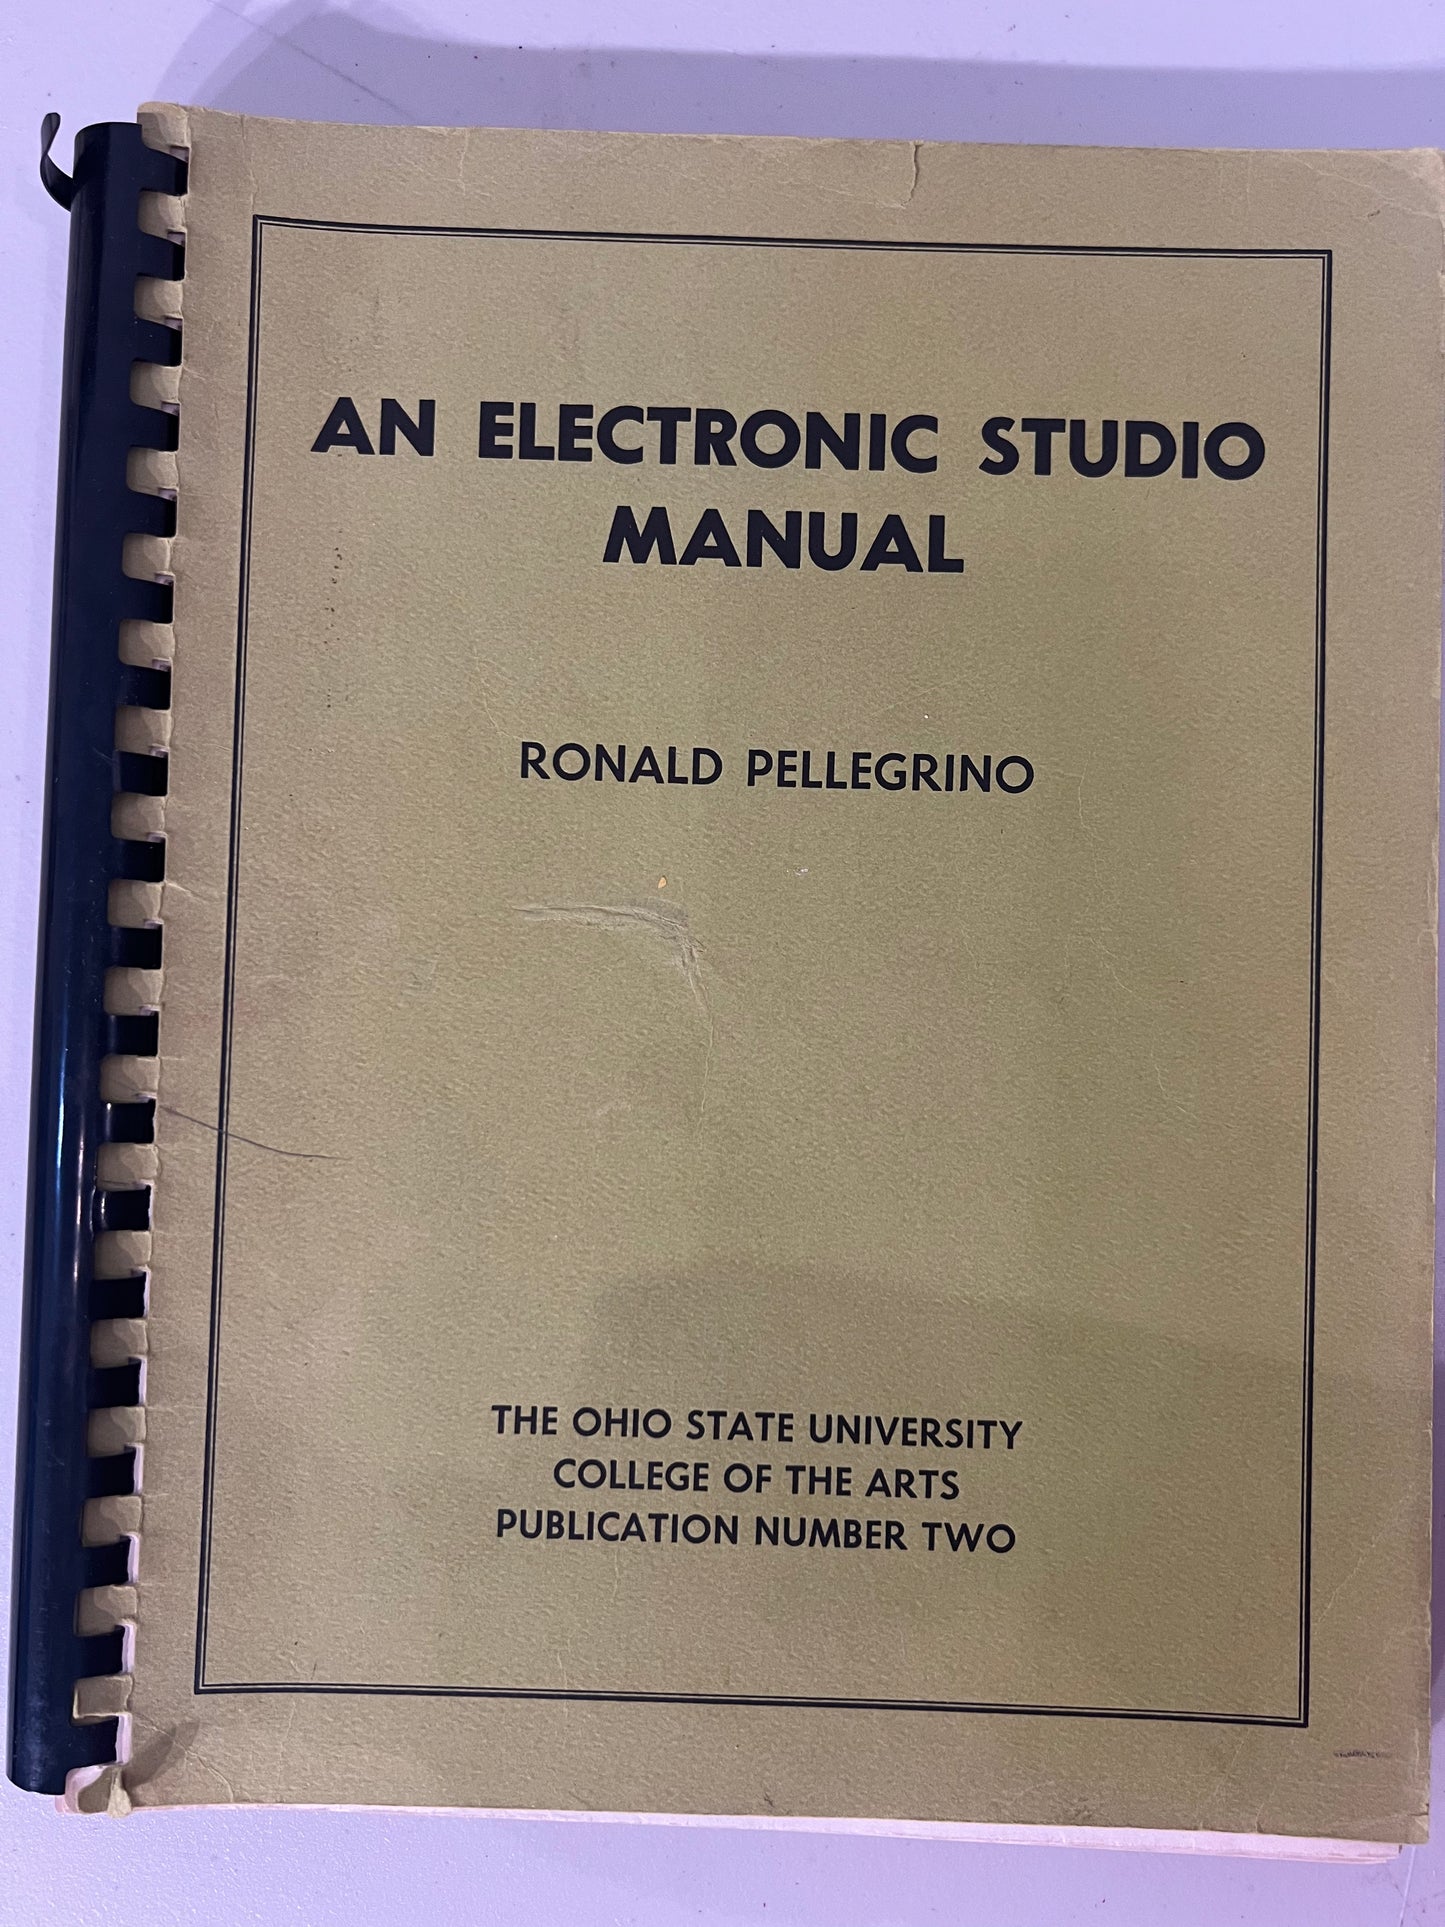 AN ELECTRONIC STUDIO
MANUAL
RONALD PELLEGRINO
THE OHIO STATE UNIVERSITY
COLLEGE OF THE ARTS
PUBLICATION NUMBER TWO